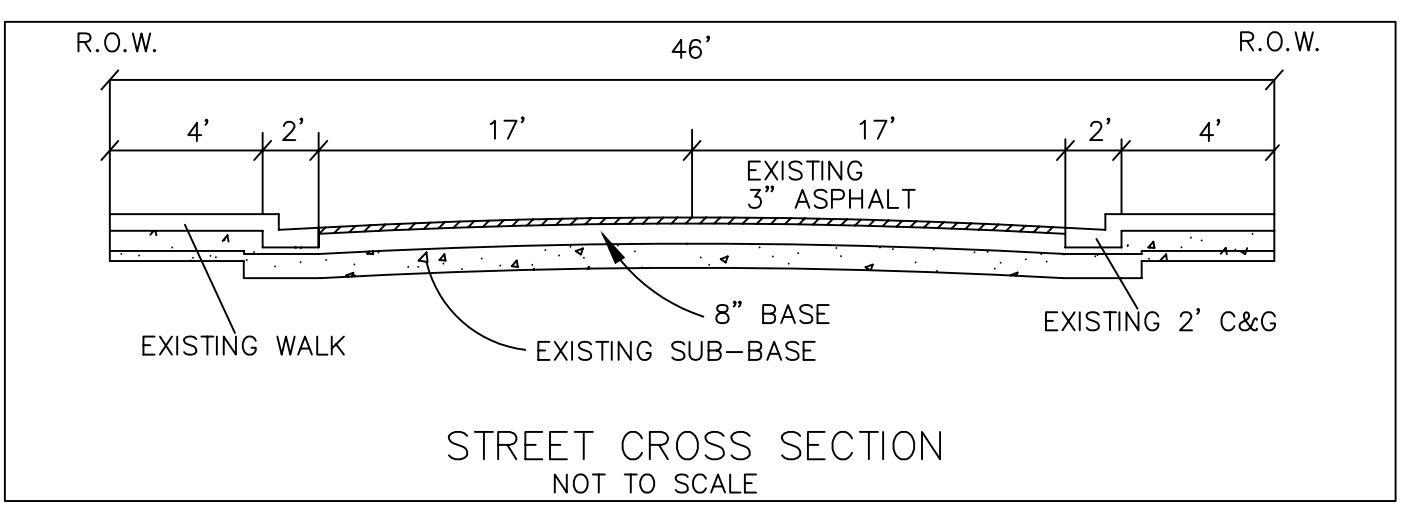 R.O.W.
46’
R.O.W.
4’
2’
17’
17’
2’
4’
EXISTING
3” ASPHALT
8” BASE
EXISTING 2’ C&G
EXISTING WALK
EXISTING SUB-BASE
STREET CROSS SECTION
NOT TO SCALE